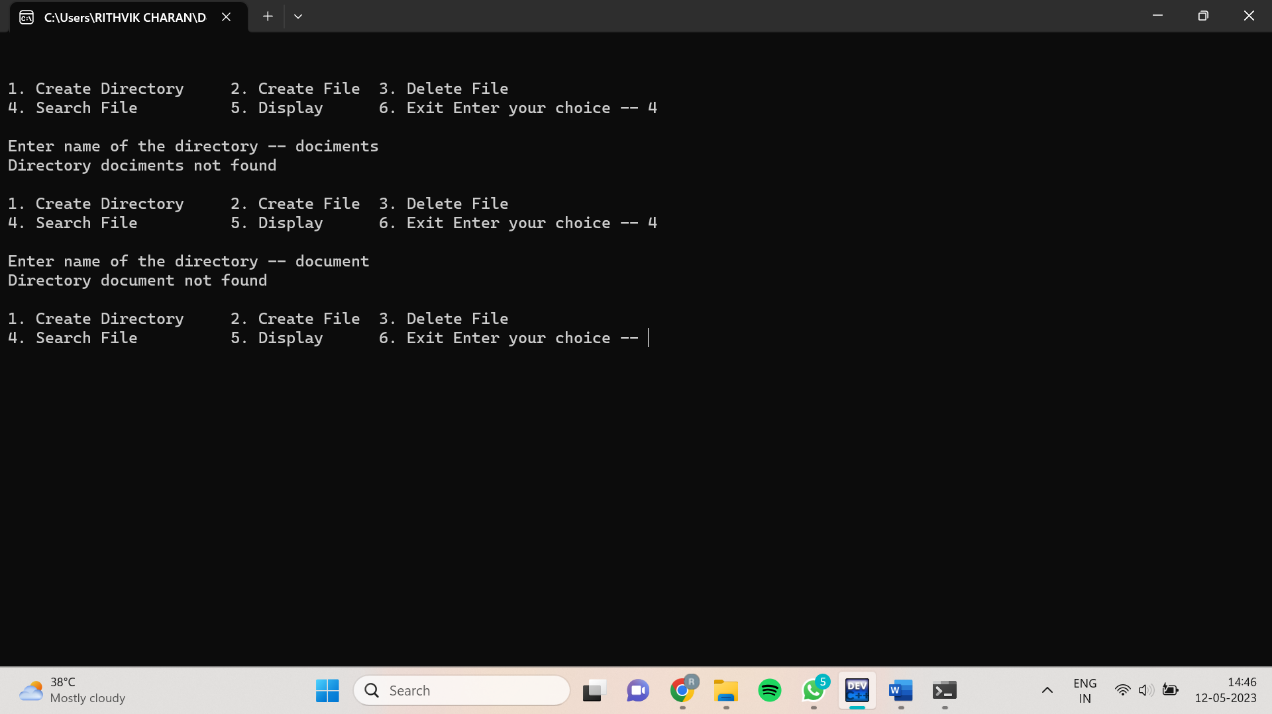 C:\Users\RITHVIK CHARAN\D
1. Create Directory     2. Create File  3. Delete File
4. Search File          5. Display      6. Exit Enter your choice -- 4
Enter name of the directory -- dociments
Directory dociments not found
1. Create Directory     2. Create File  3. Delete File
4. Search File          5. Display      6. Exit Enter your choice -- 4
Enter name of the directory -- document
Directory document not found
1. Create Directory     2. Create File  3. Delete File
4. Search File          5. Display      6. Exit Enter your choice --
38°C
Mostly cloudy
Search
R
5
DEV
W
ENG
IN
14:46
12-05-2023